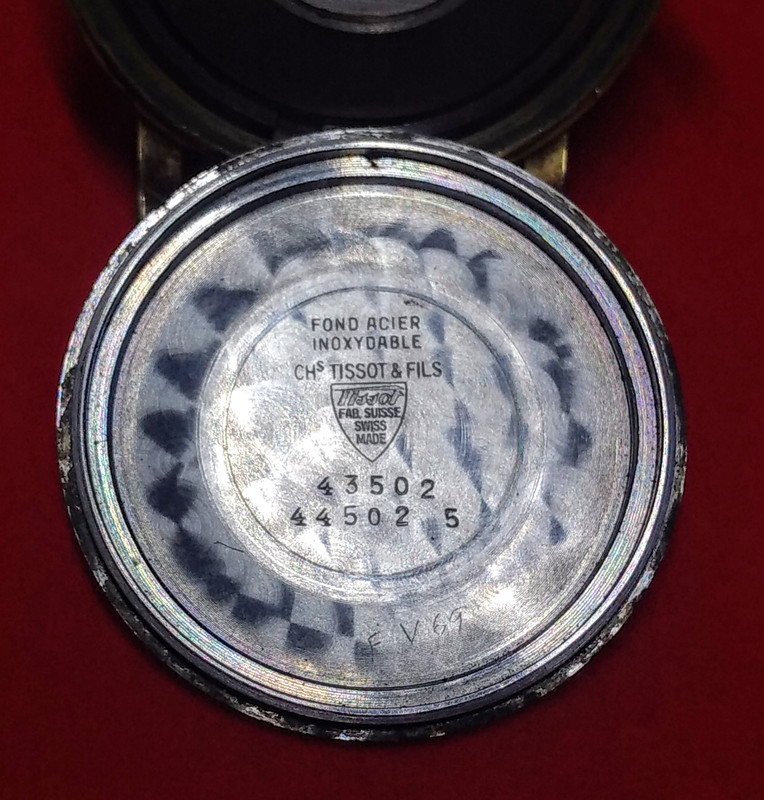 FOND ACIER
INOXYDABLE
CHS TISSOT & FILS
Tissot
FAB. SUISSE
SWISS
MADE
43502
44502 5
E V 69